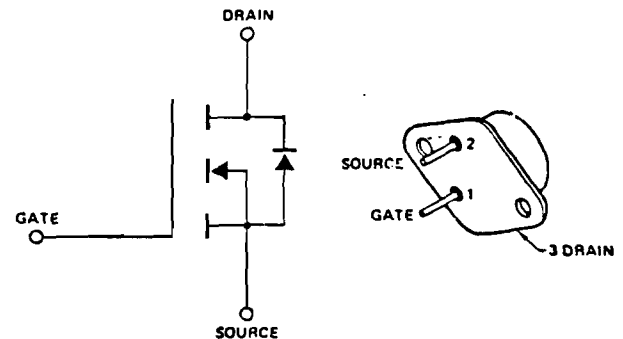 DRAIN
GATE
SOURCE
SOURCE 2
GATE 1
3 DRAIN